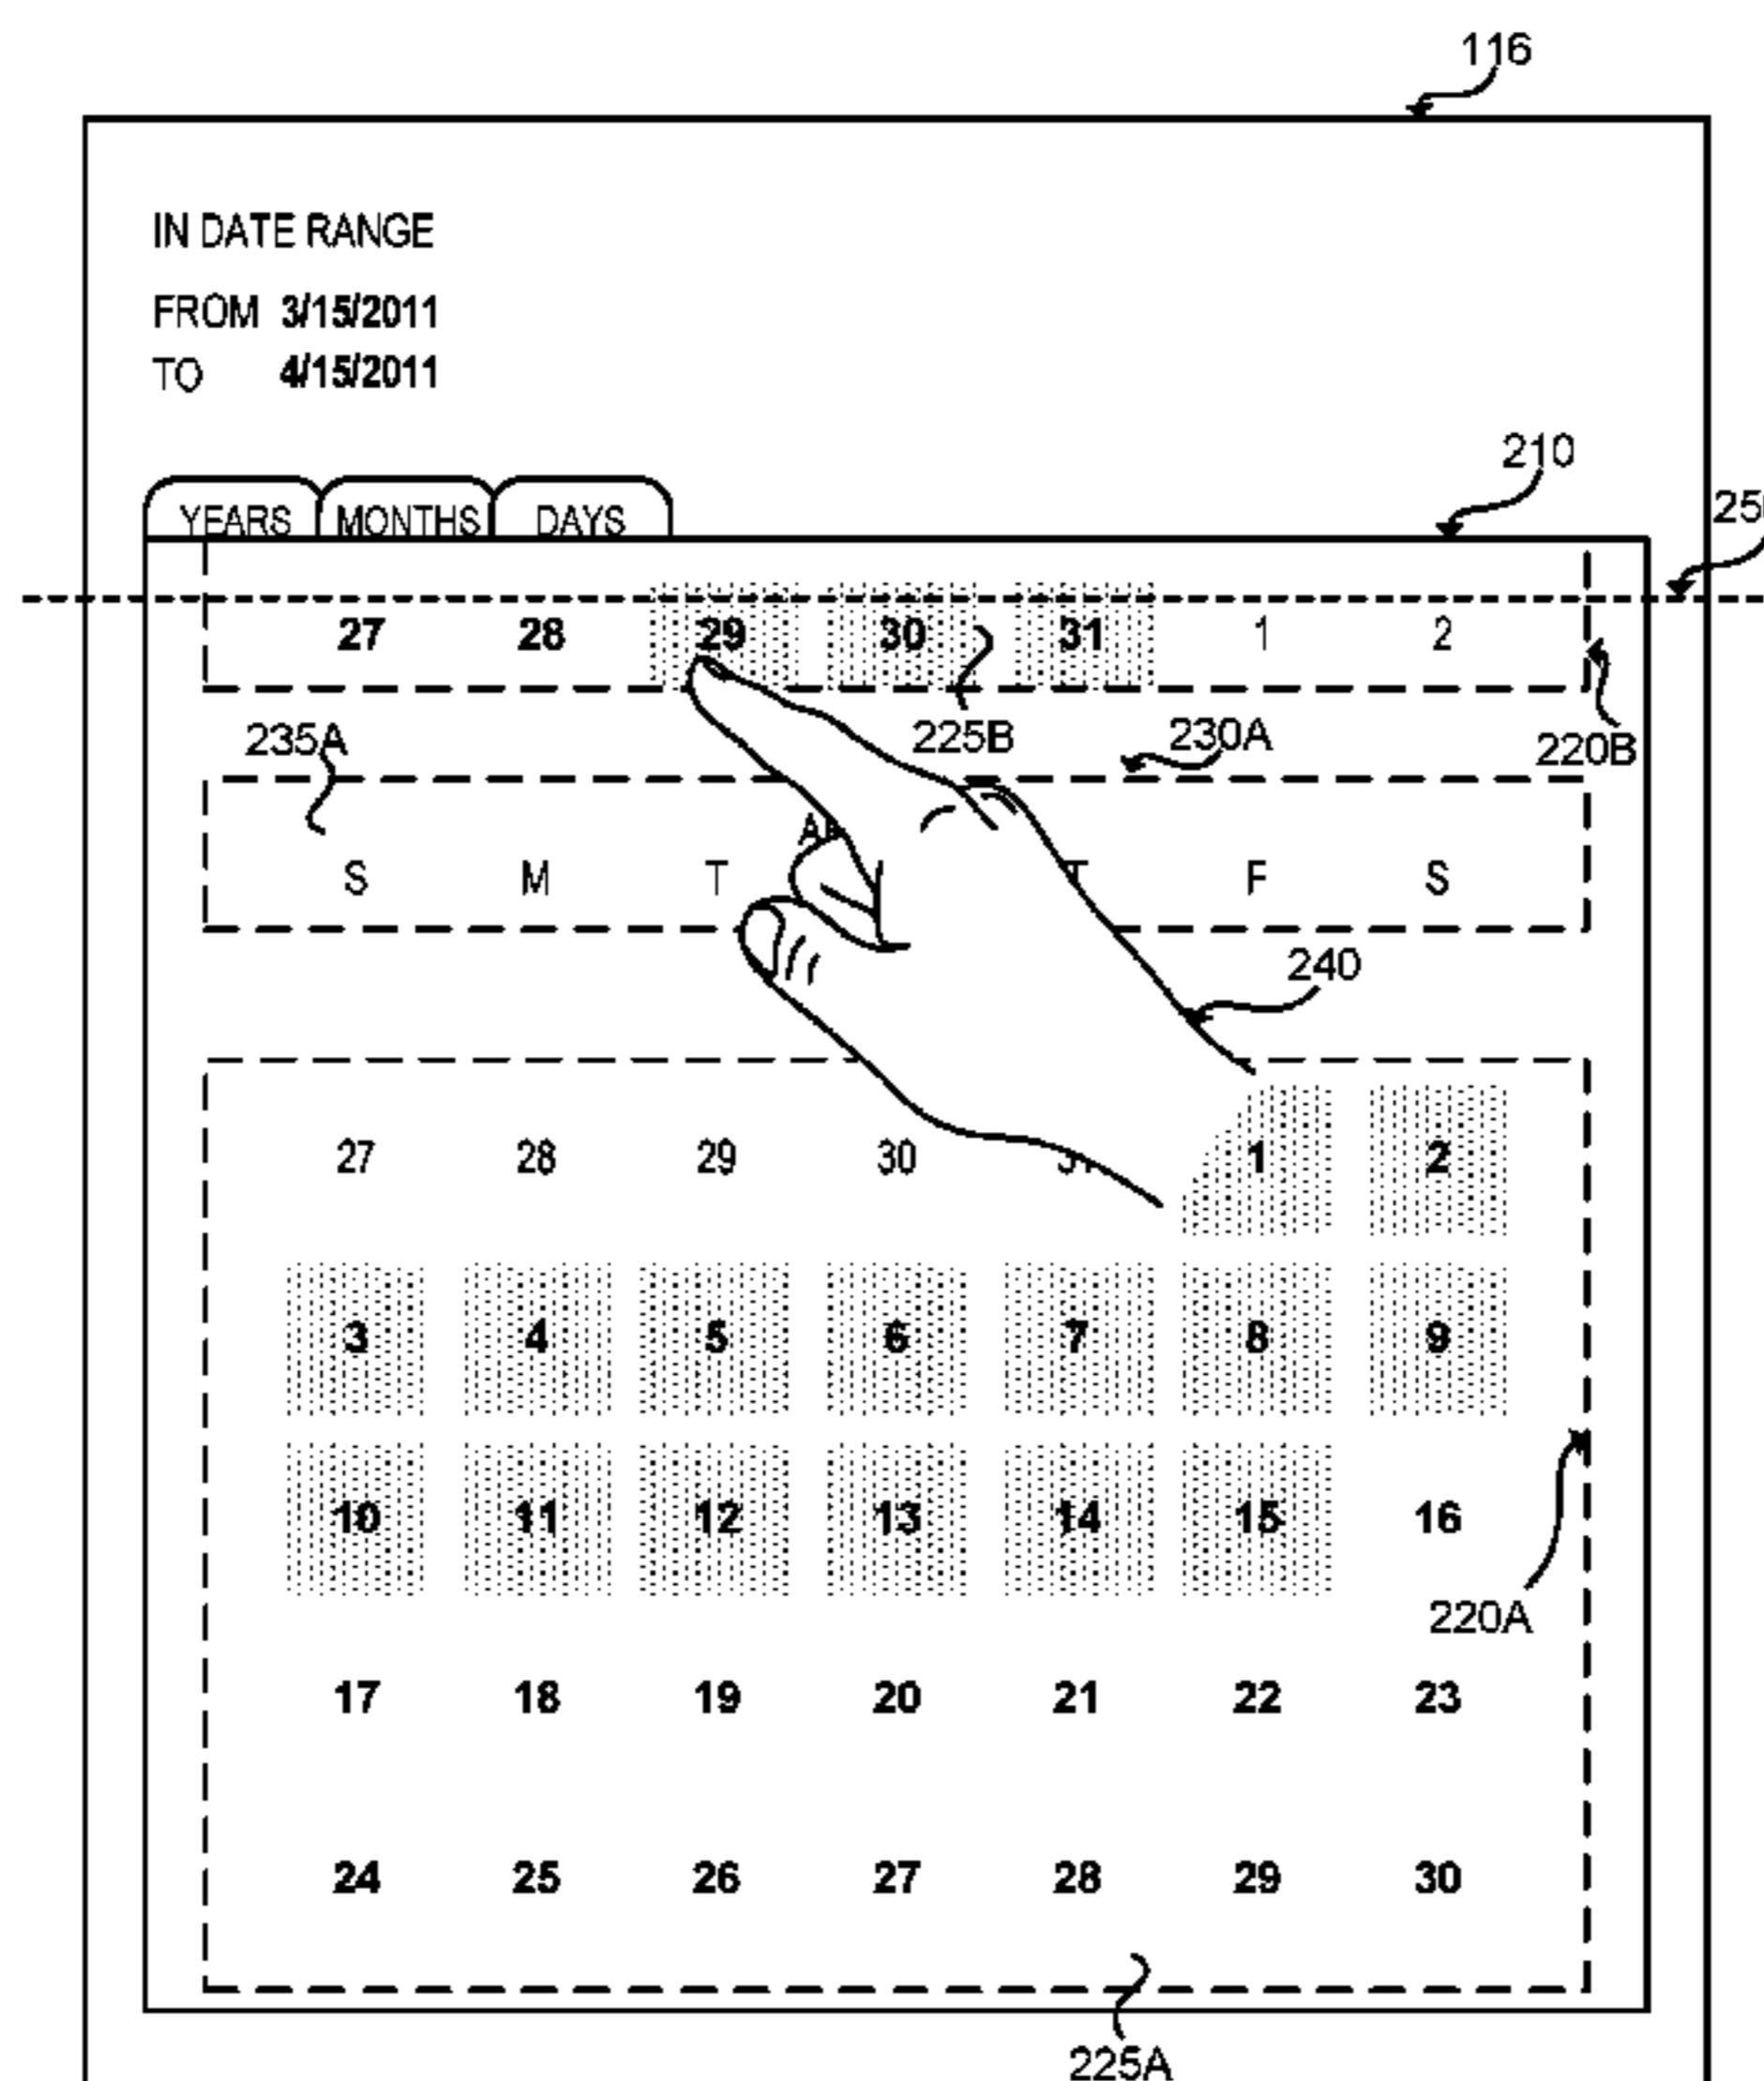 116
IN DATE RANGE
FROM 3/15/2011
TO 4/15/2011
210
YEARS MONTHS DAYS
27 28 29 30 31 1 2
235A 225B 230A 220B
S M T T F S
240
27 28 29 30 31 1 2
3 4 5 6 7 8 9
10 11 12 13 14 15 16
220A
17 18 19 20 21 22 23
24 25 26 27 28 29 30
225A